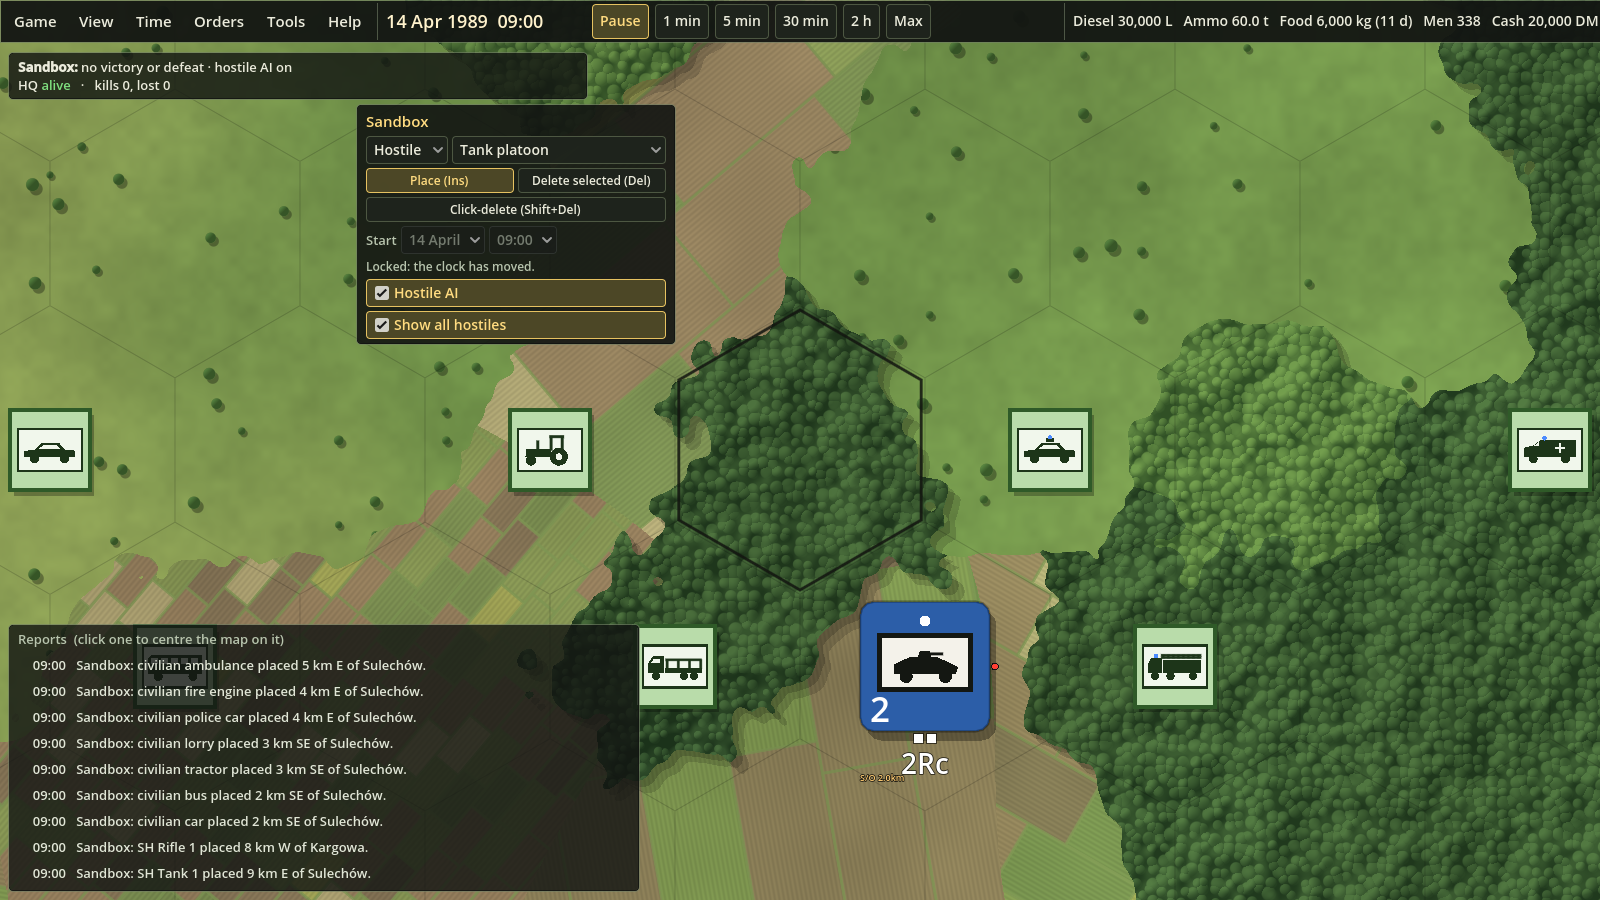 Game View Time Orders Tools Help 14 Apr 1989 09:00 Pause 1 min 5 min 30 min 2 h Max Diesel 30,000 L Ammo 60.0 t Food 6,000 kg (11 d) Men 338 Cash 20,000 DM
Sandbox: no victory or defeat · hostile AI on
HQ alive · kills 0, lost 0
Sandbox
Hostile Tank platoon
Place (Ins) Delete selected (Del)
Click-delete (Shift+Del)
Start 14 April 09:00
Locked: the clock has moved.
Hostile AI
Show all hostiles
2
2Rc
S/O 2.0km
Reports (click one to centre the map on it)
09:00 Sandbox: civilian ambulance placed 5 km E of Sulechów.
09:00 Sandbox: civilian fire engine placed 4 km E of Sulechów.
09:00 Sandbox: civilian police car placed 4 km E of Sulechów.
09:00 Sandbox: civilian lorry placed 3 km SE of Sulechów.
09:00 Sandbox: civilian tractor placed 3 km SE of Sulechów.
09:00 Sandbox: civilian bus placed 2 km SE of Sulechów.
09:00 Sandbox: civilian car placed 2 km SE of Sulechów.
09:00 Sandbox: SH Rifle 1 placed 8 km W of Kargowa.
09:00 Sandbox: SH Tank 1 placed 9 km E of Sulechów.